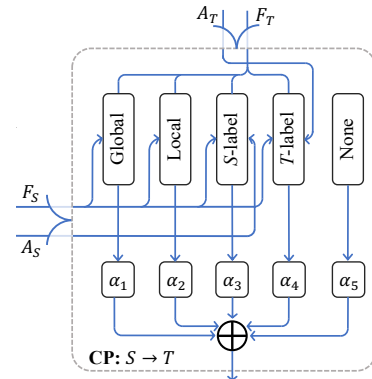 A_T F_T
Global Local S-label T-label None
F_S
A_S
α_1 α_2 α_3 α_4 α_5
CP: S → T